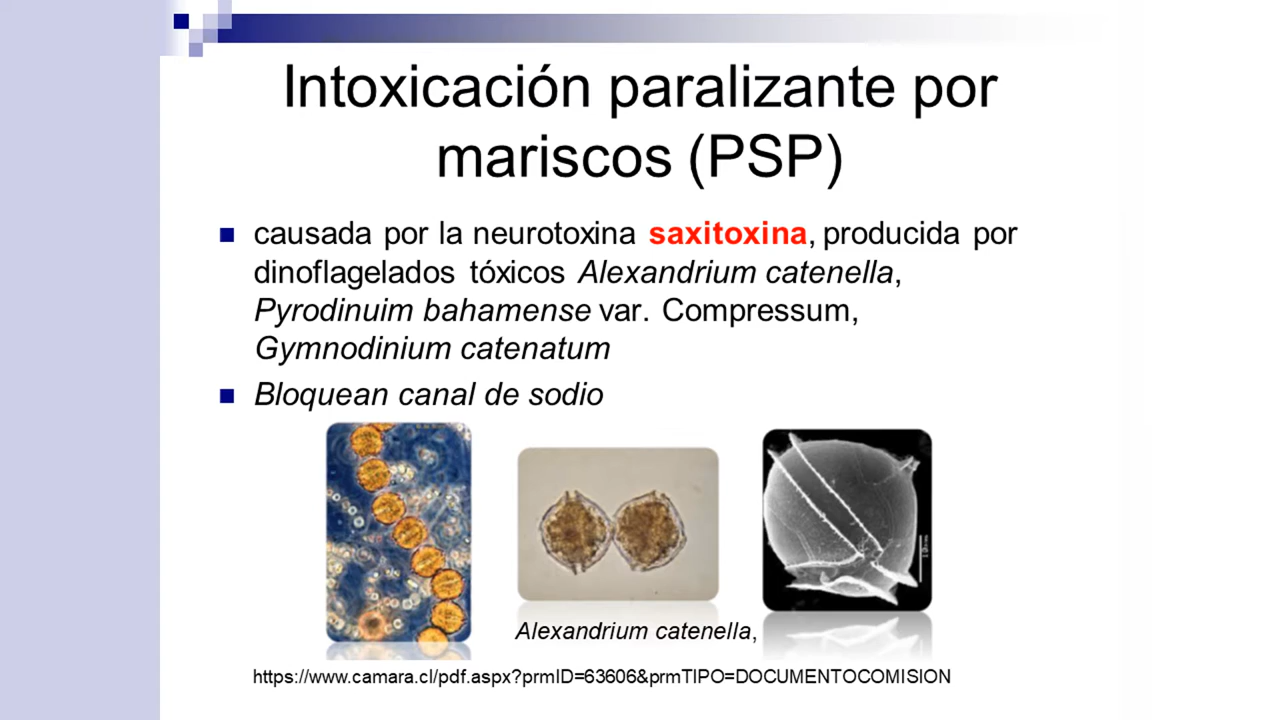 Intoxicación paralizante por
mariscos (PSP)
causada por la neurotoxina saxitoxina, producida por
dinoflagelados tóxicos Alexandrium catenella,
Pyrodinuim bahamense var. Compressum,
Gymnodinium catenatum
Bloquean canal de sodio
Alexandrium catenella,
https://www.camara.cl/pdf.aspx?prmID=63606&prmTIPO=DOCUMENTOCOMISION